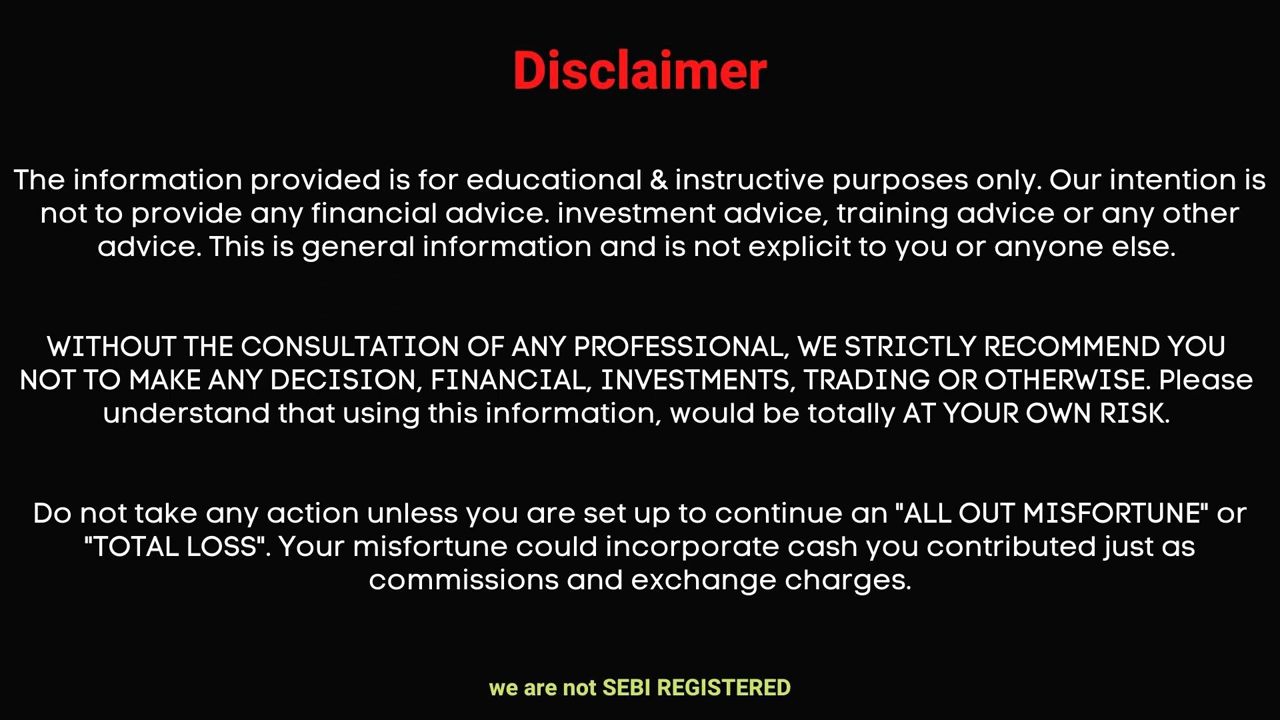 Disclaimer
The information provided is for educational & instructive purposes only. Our intention is
not to provide any financial advice. investment advice, training advice or any other
advice. This is general information and is not explicit to you or anyone else.
WITHOUT THE CONSULTATION OF ANY PROFESSIONAL, WE STRICTLY RECOMMEND YOU
NOT TO MAKE ANY DECISION, FINANCIAL, INVESTMENTS, TRADING OR OTHERWISE. Please
understand that using this information, would be totally AT YOUR OWN RISK.
Do not take any action unless you are set up to continue an "ALL OUT MISFORTUNE" or
"TOTAL LOSS". Your misfortune could incorporate cash you contributed just as
commissions and exchange charges.
we are not SEBI REGISTERED